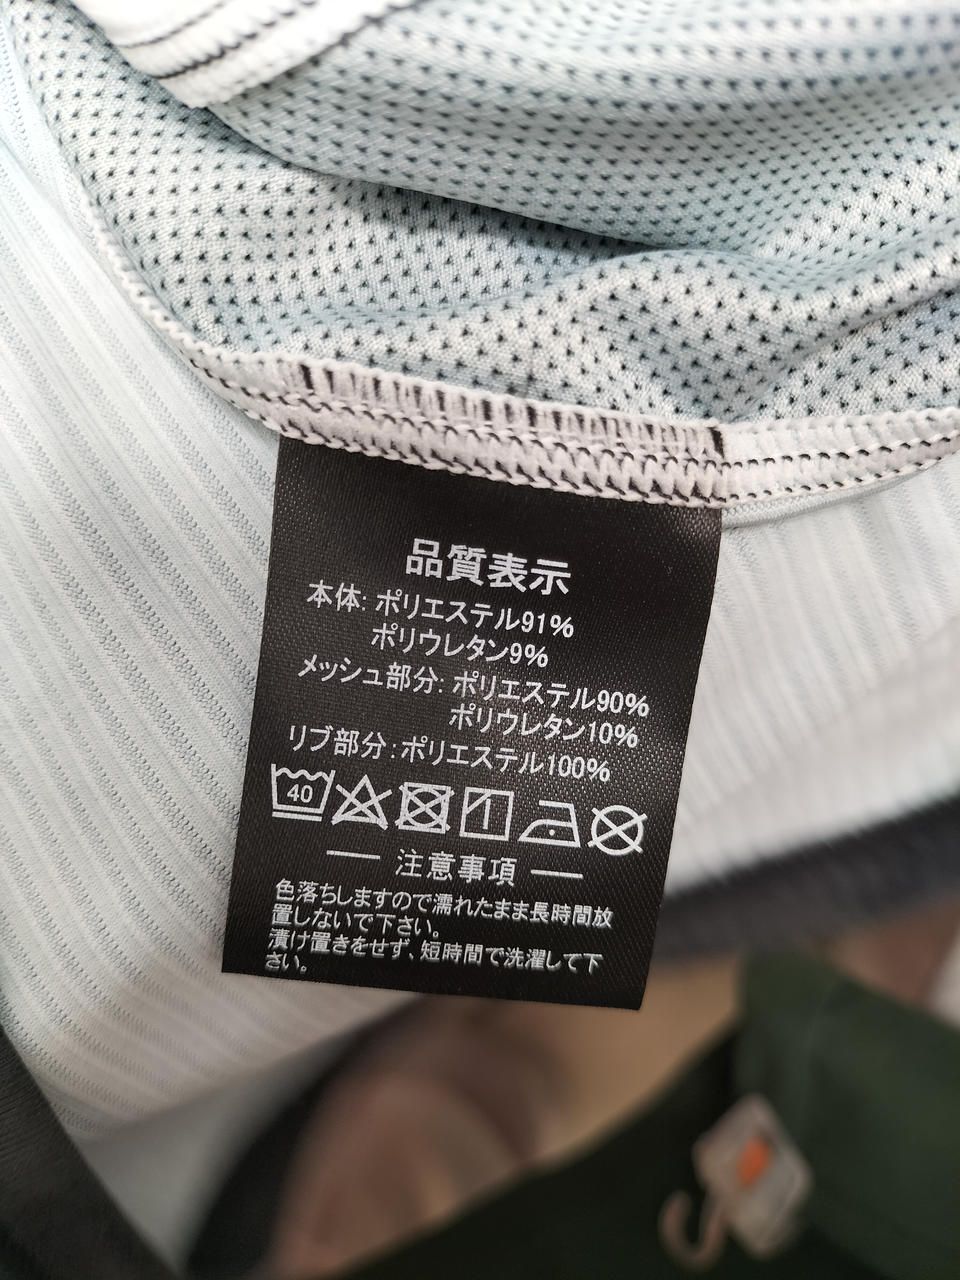 品質表示
本体: ポリエステル91%
ポリウレタン9%
メッシュ部分: ポリエステル90%
ポリウレタン10%
リブ部分:ポリエステル100%
40
注意事項
色落ちしますので濡れたまま長時間放
置しないで下さい。
漬け置きをせず、短時間で洗濯して下
さい。